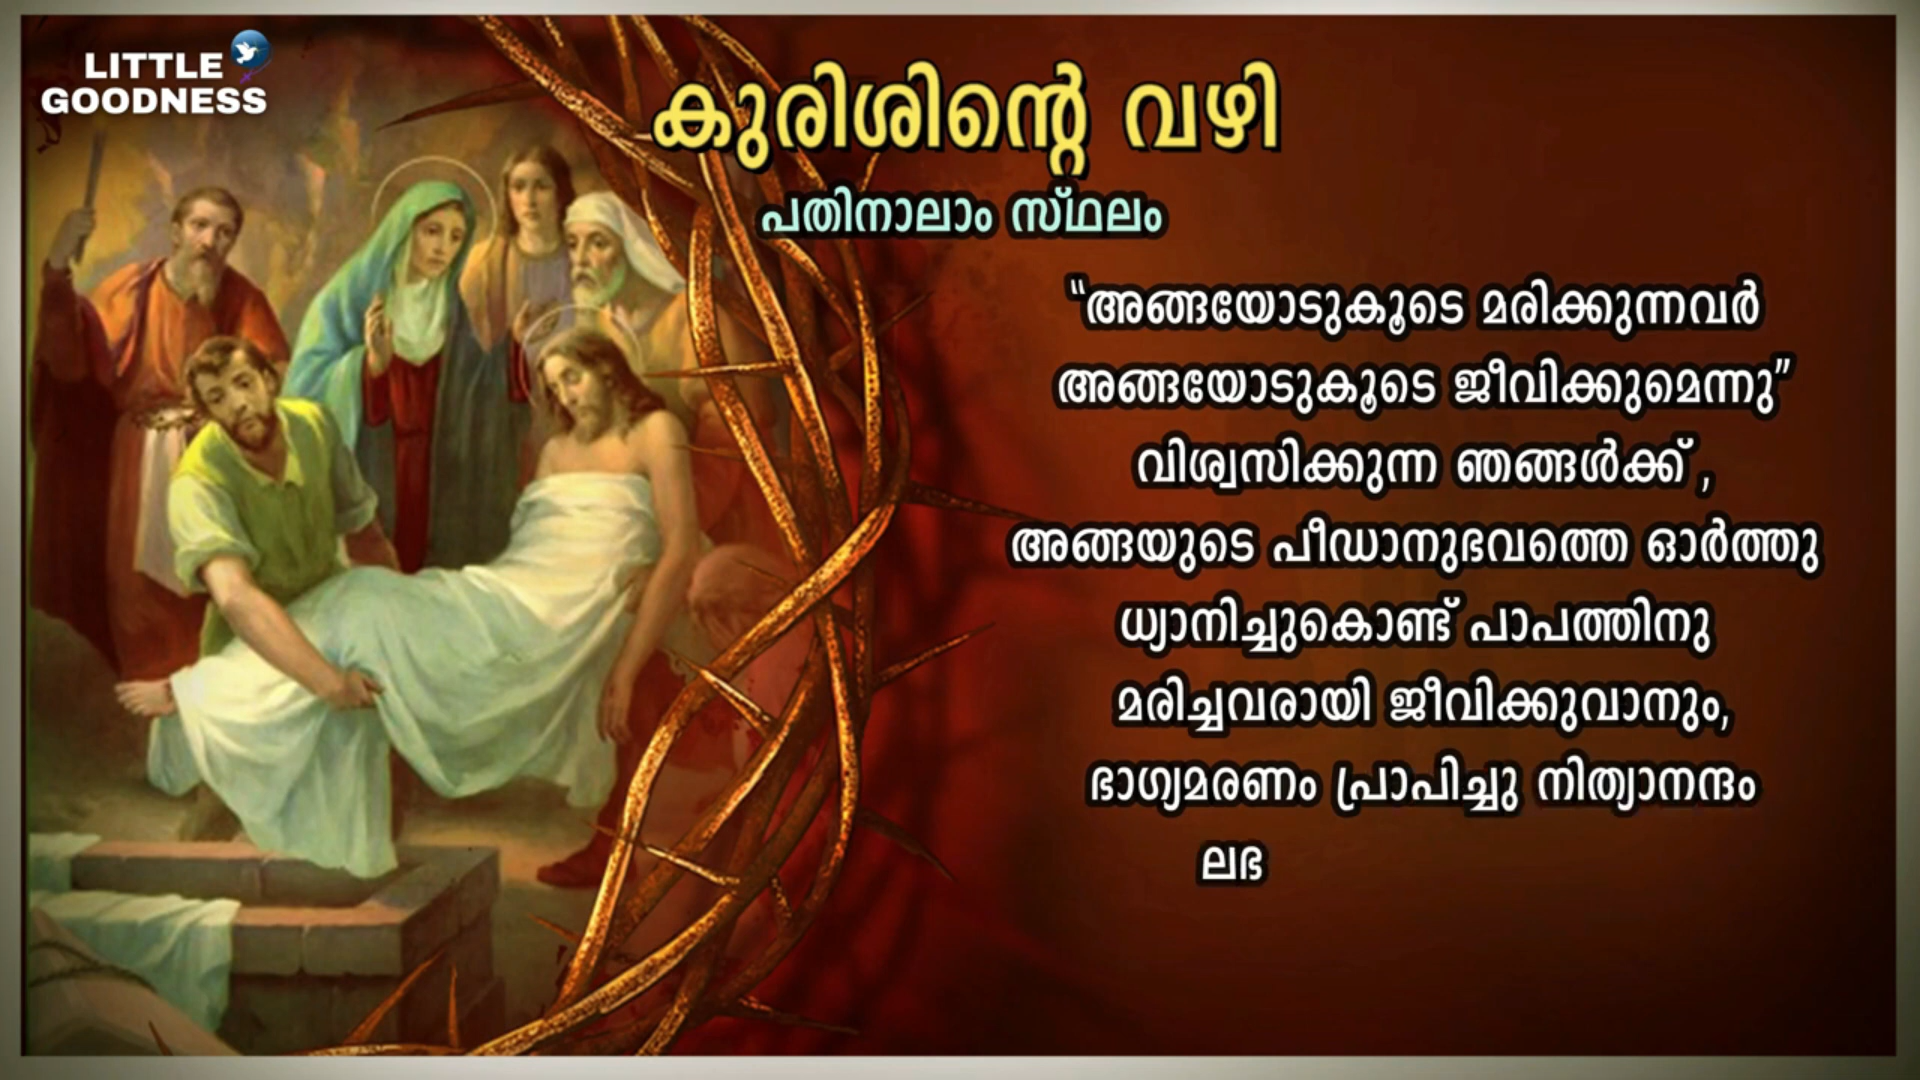 LITTLE
GOODNESS
കുരിശിന്റെ വഴി
പതിനാലാം സ്ഥലം
“അങ്ങയോടുകൂടെ മരിക്കുന്നവർ
അങ്ങയോടുകൂടെ ജീവിക്കുമെന്നു”
വിശ്വസിക്കുന്ന ഞങ്ങൾക്ക് ,
അങ്ങയുടെ പീഡാനുഭവത്തെ ഓർത്തു
ധ്യാനിച്ചുകൊണ്ട് പാപത്തിനു
മരിച്ചവരായി ജീവിക്കുവാനും,
ഭാഗ്യമരണം പ്രാപിച്ചു നിത്യാനന്ദം
ലഭ